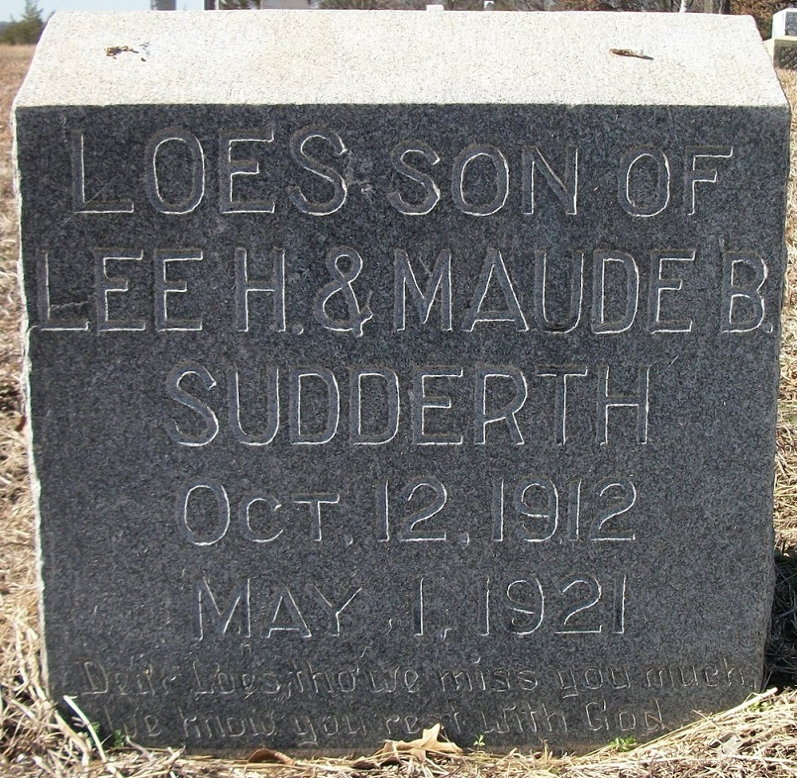 LOES SON OF
LEE H. & MAUDE B.
SUDDERTH
OCT. 12, 1912
MAY 1, 1921
Dear Loes, tho we miss you much,
We know you rest with God